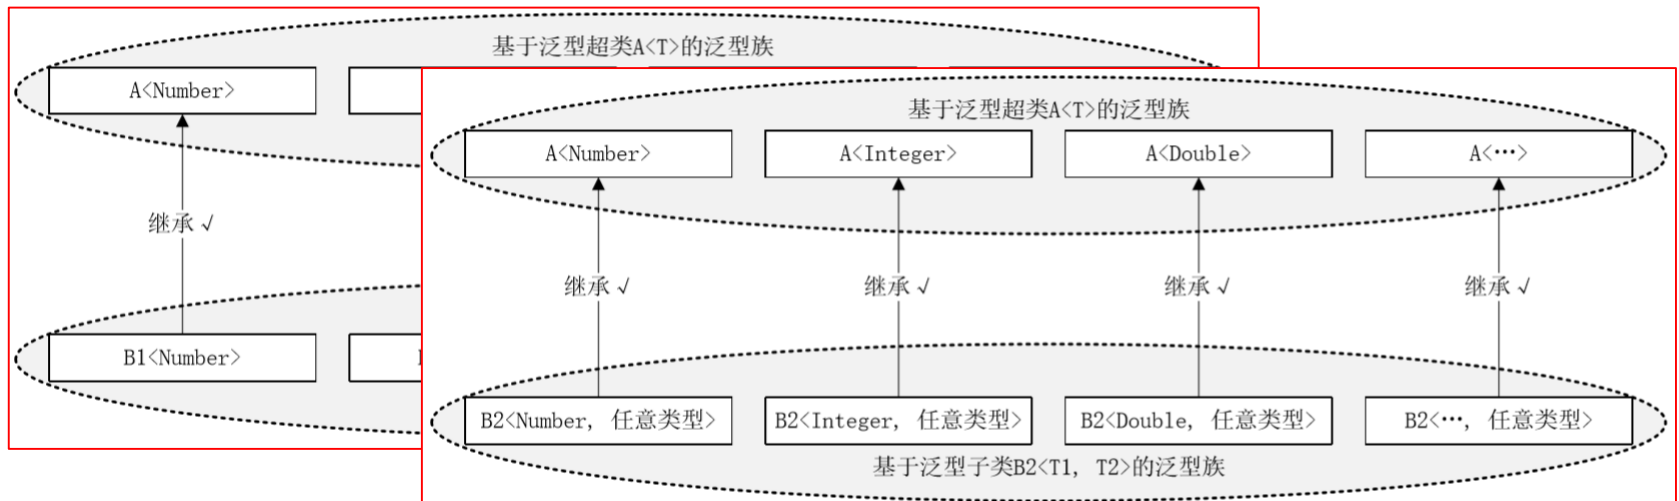 基于泛型超类A<T>的泛型族
A<Number>
继承√
B1<Number>
基于泛型超类A<T>的泛型族
A<Number> A<Integer> A<Double> A<…>
继承√ 继承√ 继承√ 继承√
B2<Number, 任意类型> B2<Integer, 任意类型> B2<Double, 任意类型> B2<…, 任意类型>
基于泛型子类B2<T1, T2>的泛型族